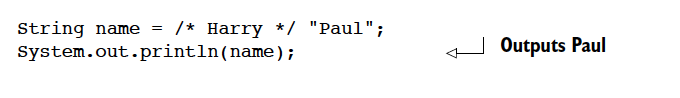 String name = /* Harry */ "Paul";
System.out.println(name);
Outputs Paul